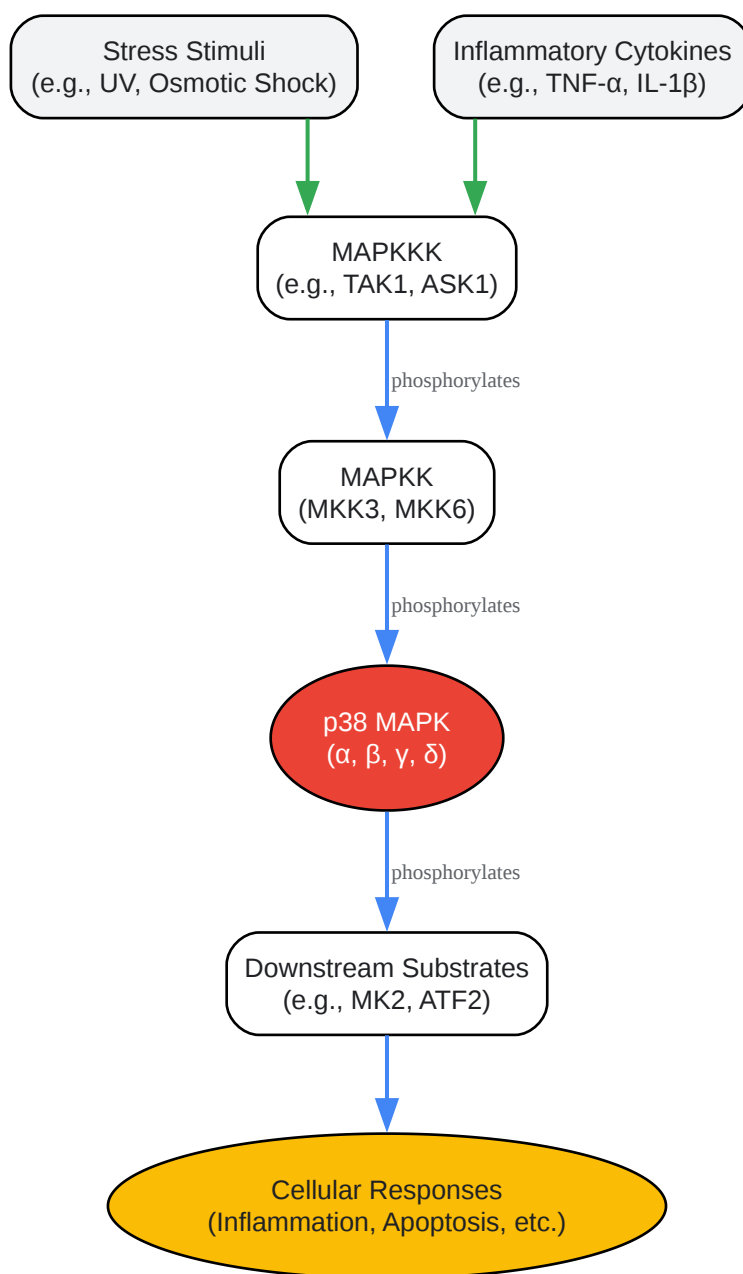 Stress Stimuli
(e.g., UV, Osmotic Shock)
Inflammatory Cytokines
(e.g., TNF-α, IL-1β)
MAPKKK
(e.g., TAK1, ASK1)
phosphorylates
MAPKK
(MKK3, MKK6)
phosphorylates
p38 MAPK
(α, β, γ, δ)
phosphorylates
Downstream Substrates
(e.g., MK2, ATF2)
Cellular Responses
(Inflammation, Apoptosis, etc.)